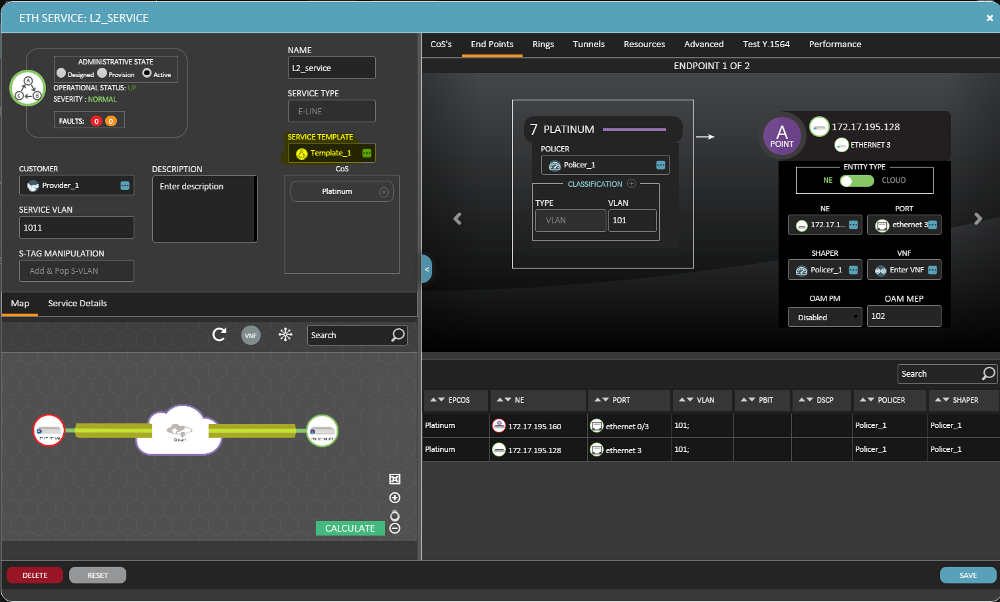 ETH SERVICE: L2_SERVICE
×
ADMINISTRATIVE STATE
Designed Provision Active
OPERATIONAL STATUS: UP
SEVERITY : NORMAL
FAULTS: 0 0
A
C B
NAME
L2_service
SERVICE TYPE
E-LINE
SERVICE TEMPLATE
Template_1
CUSTOMER
Provider_1
DESCRIPTION
Enter description
CoS
Platinum
SERVICE VLAN
1011
S-TAG MANIPULATION
Add & Pop S-VLAN
Map Service Details
VNF
Search
CALCULATE
CoS's End Points Rings Tunnels Resources Advanced Test Y.1564 Performance
ENDPOINT 1 OF 2
7 PLATINUM
POLICER
Policer_1
CLASSIFICATION
TYPE VLAN
VLAN 101
A
POINT
172.17.195.128
ETHERNET 3
ENTITY TYPE
NE CLOUD
NE PORT
172.17.1... ethernet 3
SHAPER VNF
Policer_1 Enter VNF
OAM PM OAM MEP
Disabled 102
<
Search
EPCOS NE PORT VLAN PBIT DSCP POLICER SHAPER
Platinum 172.17.195.160 ethernet 0/3 101; Policer_1 Policer_1
Platinum 172.17.195.128 ethernet 3 101; Policer_1 Policer_1
DELETE RESET SAVE